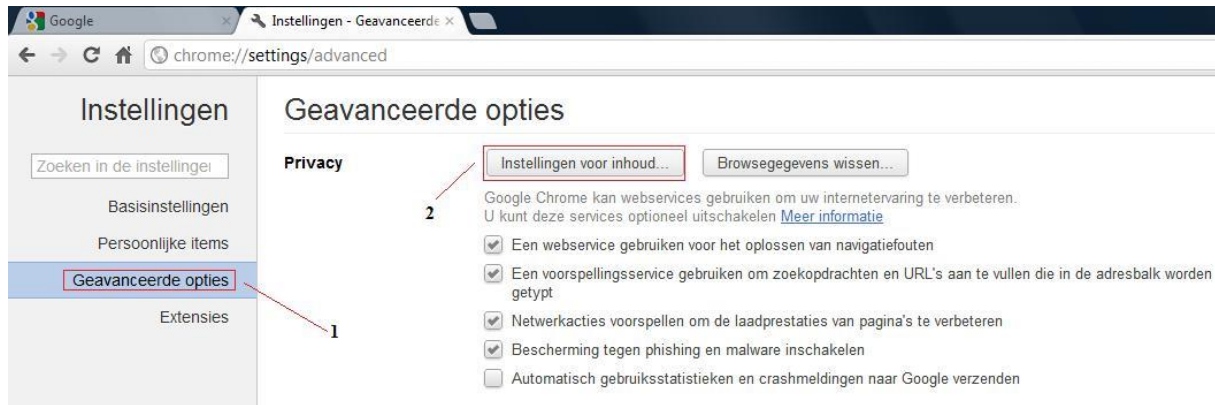 Google
Instellingen - Geavanceerde
chrome://settings/advanced
Instellingen
Zoeken in de instellinger
Basisinstellingen
Persoonlijke items
Geavanceerde opties
Extensies
1
Geavanceerde opties
Privacy
Instellingen voor inhoud...
Browsegegevens wissen...
2
Google Chrome kan webservices gebruiken om uw internetervaring te verbeteren.
U kunt deze services optioneel uitschakelen Meer informatie
Een webservice gebruiken voor het oplossen van navigatiefouten
Een voorspellingsservice gebruiken om zoekopdrachten en URL's aan te vullen die in de adresbalk worden
getypt
Netwerkacties voorspellen om de laadprestaties van pagina's te verbeteren
Bescherming tegen phishing en malware inschakelen
Automatisch gebruiksstatistieken en crashmeldingen naar Google verzenden